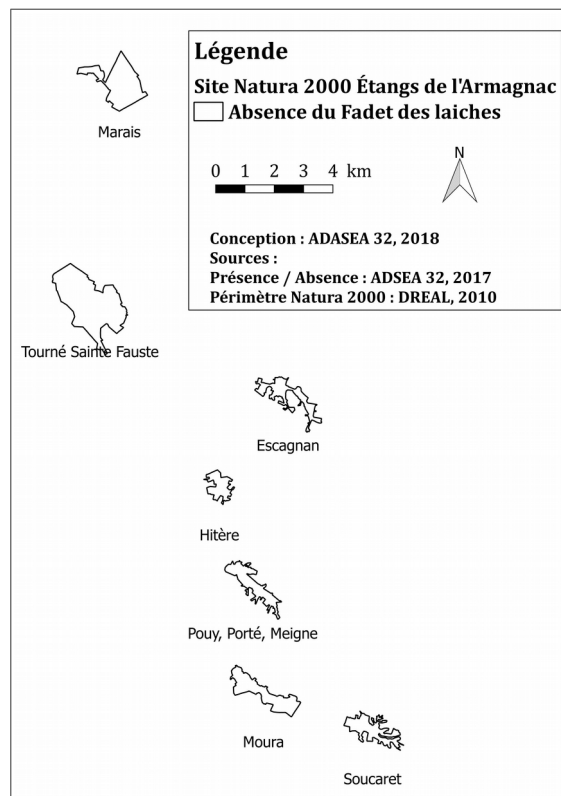 Légende
Site Natura 2000 Étangs de l'Armagnac
Absence du Fadet des laiches
0 1 2 3 4 km
N
Conception : ADASEA 32, 2018
Sources :
Présence / Absence : ADSEA 32, 2017
Périmètre Natura 2000 : DREAL, 2010
Marais
Tourné Sainte Fauste
Escagnan
Hitère
Pouy, Porté, Meigne
Moura
Soucaret